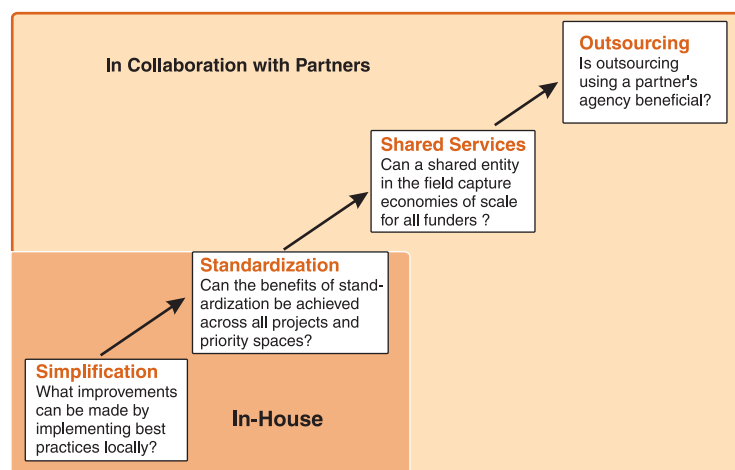 In Collaboration with Partners
Outsourcing
Is outsourcing
using a partner's
agency beneficial?
Shared Services
Can a shared entity
in the field capture
economies of scale
for all funders ?
Standardization
Can the benefits of stand-
ardization be achieved
across all projects and
priority spaces?
Simplification
What improvements
can be made by
implementing best
practices locally?
In-House